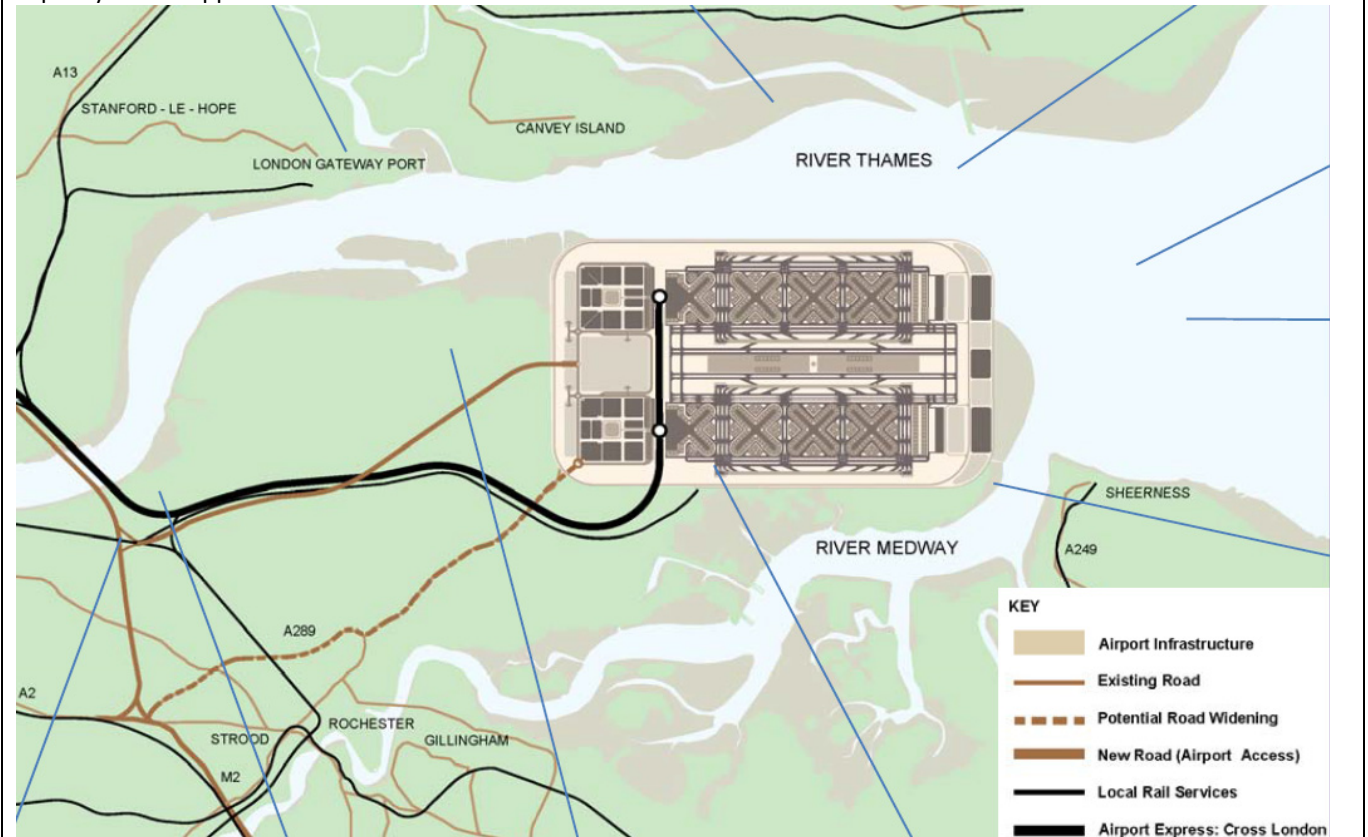 A13
STANFORD - LE - HOPE
CANVEY ISLAND
LONDON GATEWAY PORT
RIVER THAMES
SHEERNESS
RIVER MEDWAY
A249
A289
A2
ROCHESTER
STROOD
GILLINGHAM
M2
KEY
Airport Infrastructure
Existing Road
Potential Road Widening
New Road (Airport Access)
Local Rail Services
Airport Express: Cross London